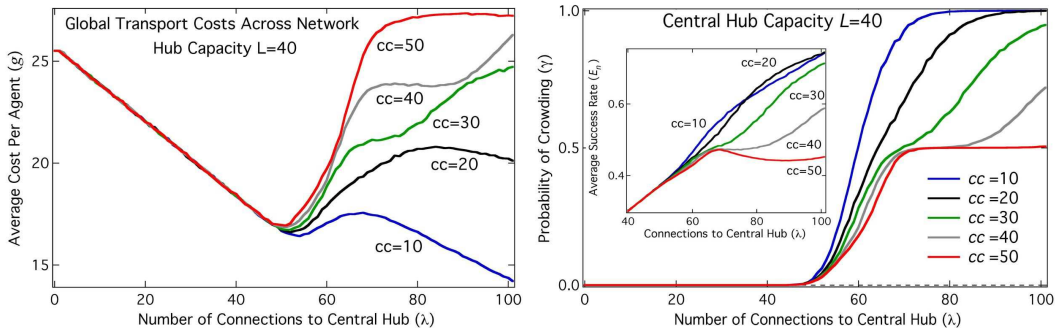 Global Transport Costs Across Network
Hub Capacity L=40
Average Cost Per Agent (g)
25
20
15
cc=50
cc=40
cc=30
cc=20
cc=10
0 20 40 60 80 100
Number of Connections to Central Hub (λ)
Central Hub Capacity L=40
Probability of Crowding (γ)
1.0
0.5
0.0
Average Success Rate (En)
0.6
0.4
cc=20
cc=30
cc=10
cc=40
cc=50
40 60 80 100
Connections to Central Hub (λ)
cc =10
cc =20
cc =30
cc =40
cc =50
0 20 40 60 80 100
Number of Connections to Central Hub (λ)